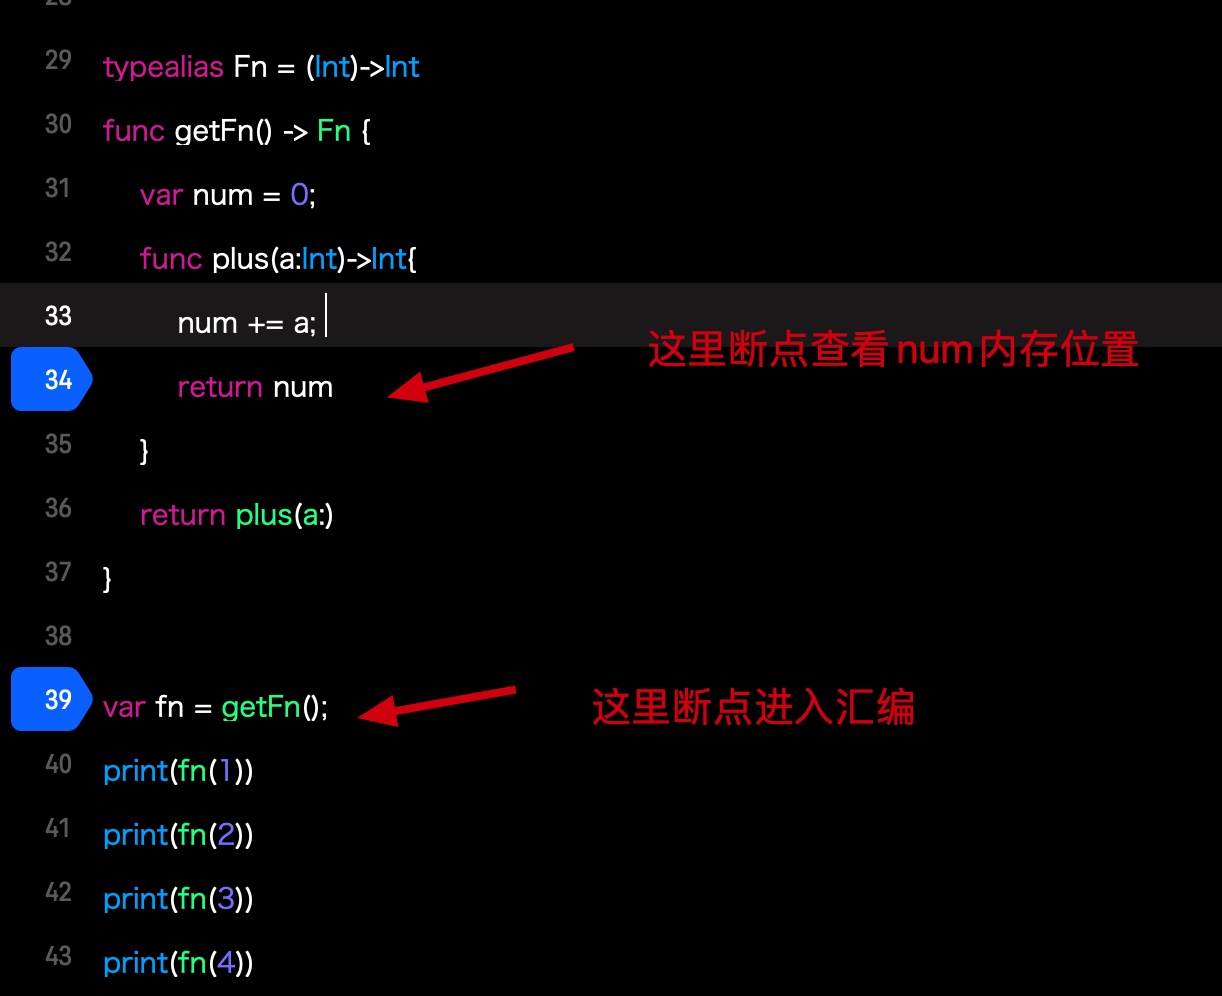 29 typealias Fn = (Int)->Int
30 func getFn() -> Fn {
31 var num = 0;
32 func plus(a:Int)->Int{
33 num += a;
这里断点查看num内存位置
34 return num
35 }
36 return plus(a:)
37 }
38
39 var fn = getFn();
这里断点进入汇编
40 print(fn(1))
41 print(fn(2))
42 print(fn(3))
43 print(fn(4))